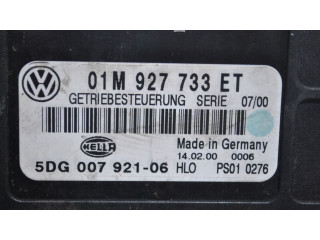 01M 927 733 ET
GETRIEBESTEUERUNG SERIE 07/00
Made in Germany
HELLA
14.02.00 0006
5DG 007 921-06 HLO PS01 0276